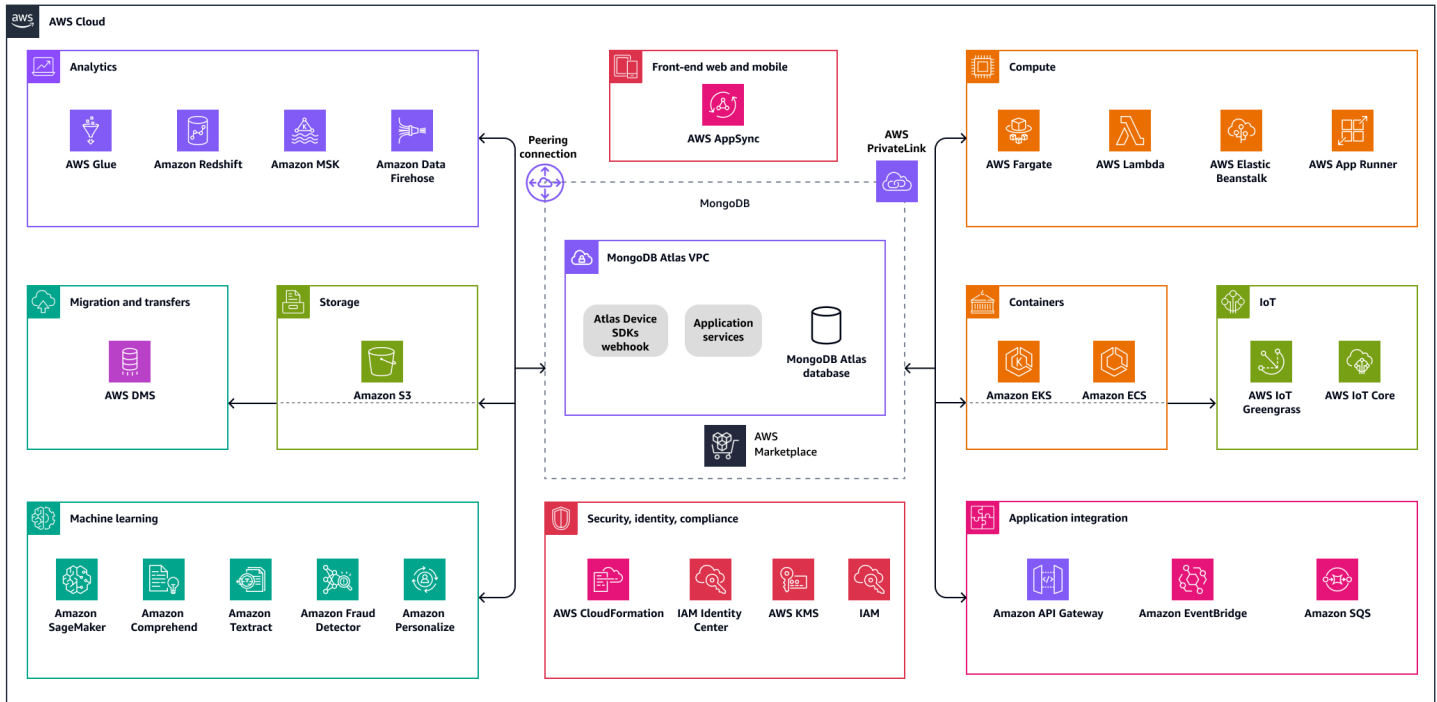 aws
AWS Cloud
Analytics
AWS Glue
Amazon Redshift
Amazon MSK
Amazon Data
Firehose
Peering
connection
Front-end web and mobile
AWS AppSync
AWS
PrivateLink
Compute
AWS Fargate
AWS Lambda
AWS Elastic
Beanstalk
AWS App Runner
MongoDB
MongoDB Atlas VPC
Atlas Device
SDKs
webhook
Application
services
MongoDB Atlas
database
AWS
Marketplace
Migration and transfers
AWS DMS
Storage
Amazon S3
Containers
K
Amazon EKS
Amazon ECS
IoT
AWS IoT
Greengrass
AWS IoT Core
Machine learning
Amazon
SageMaker
Amazon
Comprehend
Amazon
Textract
Amazon Fraud
Detector
Amazon
Personalize
Security, identity, compliance
AWS CloudFormation
IAM Identity
Center
AWS KMS
IAM
Application integration
Amazon API Gateway
Amazon EventBridge
Amazon SQS